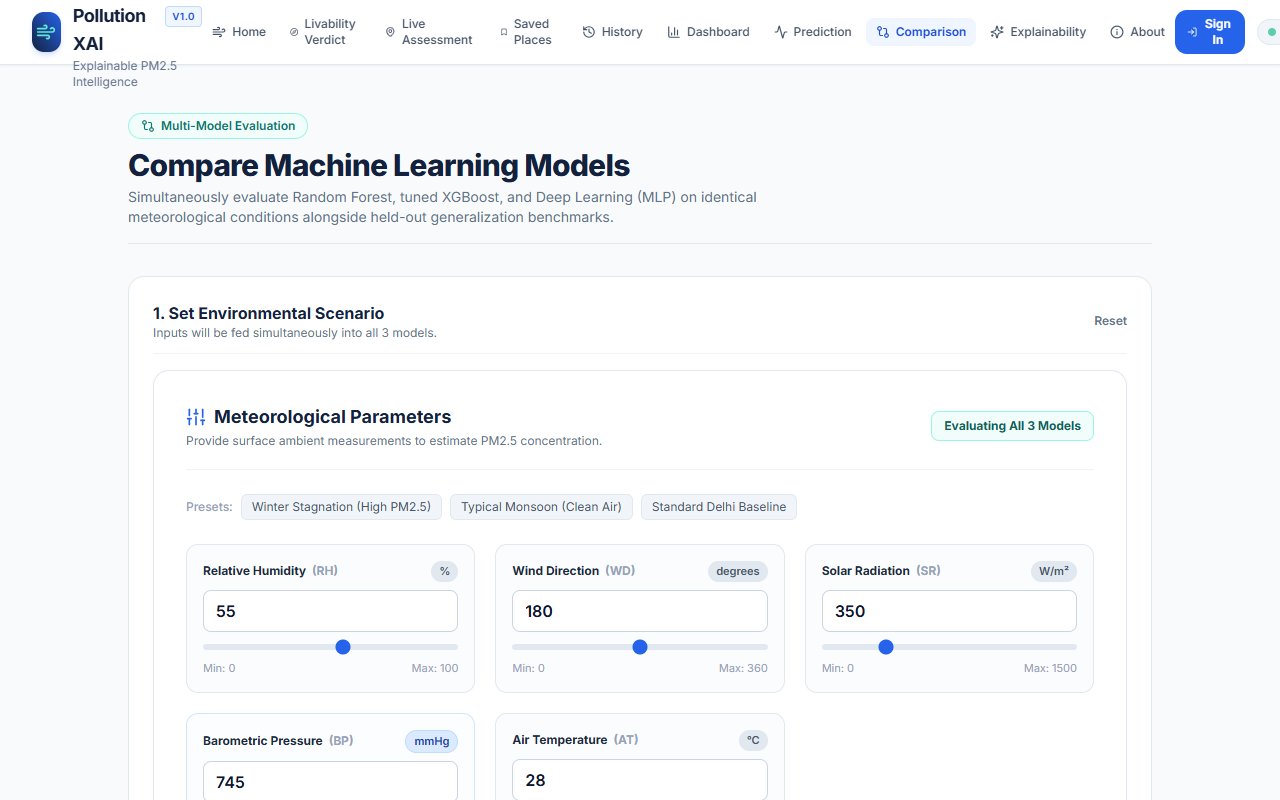 Pollution
XAI
V1.0
Explainable PM2.5
Intelligence
Home
Livability
Verdict
Live
Assessment
Saved
Places
History
Dashboard
Prediction
Comparison
Explainability
About
Sign
In
Multi-Model Evaluation
Compare Machine Learning Models
Simultaneously evaluate Random Forest, tuned XGBoost, and Deep Learning (MLP) on identical
meteorological conditions alongside held-out generalization benchmarks.
1. Set Environmental Scenario
Inputs will be fed simultaneously into all 3 models.
Reset
Meteorological Parameters
Provide surface ambient measurements to estimate PM2.5 concentration.
Evaluating All 3 Models
Presets: Winter Stagnation (High PM2.5) Typical Monsoon (Clean Air) Standard Delhi Baseline
Relative Humidity (RH) %
55
Min: 0 Max: 100
Wind Direction (WD) degrees
180
Min: 0 Max: 360
Solar Radiation (SR) W/m²
350
Min: 0 Max: 1500
Barometric Pressure (BP) mmHg
745
Air Temperature (AT) °C
28